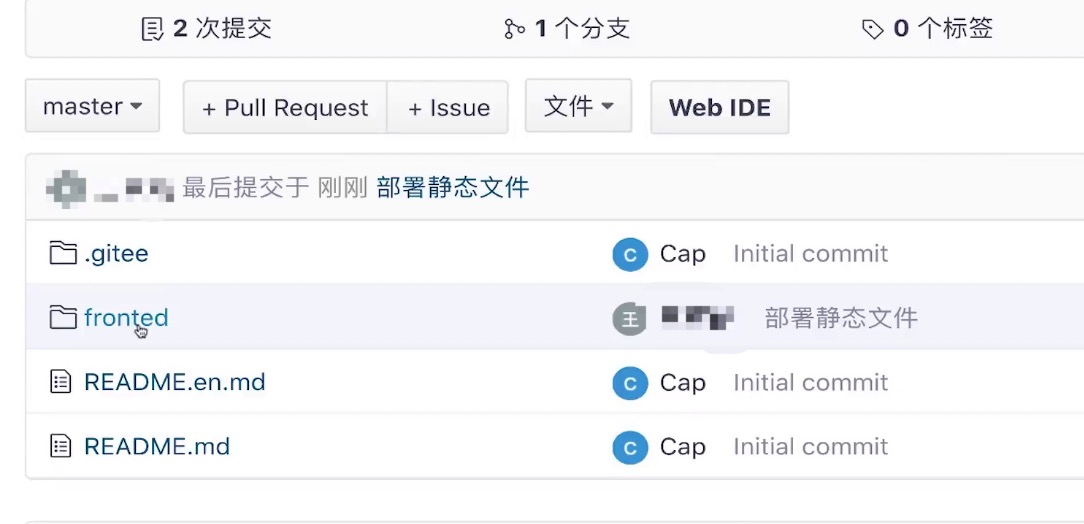 2 次提交 1 个分支 0 个标签
master + Pull Request + Issue 文件 Web IDE
最后提交于 刚刚 部署静态文件
.gitee C Cap Initial commit
fronted 王 部署静态文件
README.en.md C Cap Initial commit
README.md C Cap Initial commit